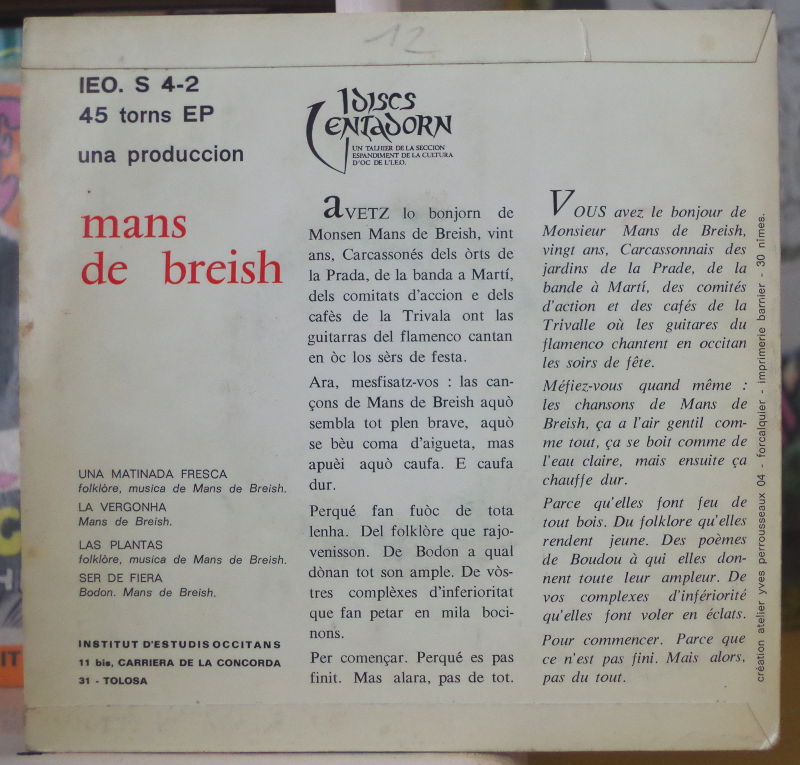 12
IEO. S 4-2
45 torns EP
una produccion
DISCS
VENTADORN
UN TALHIER DE LA SECCION
ESPANDIMENT DE LA CULTURA
D'OC DE L'I.E.O.
mans
de breish
UNA MATINADA FRESCA
folklòre, musica de Mans de Breish.
LA VERGONHA
Mans de Breish.
LAS PLANTAS
folklòre, musica de Mans de Breish.
SER DE FIERA
Bodon. Mans de Breish.
INSTITUT D'ESTUDIS OCCITANS
11 bis, CARRIERA DE LA CONCORDA
31 - TOLOSA
aVETZ lo bonjorn de
Monsen Mans de Breish, vint
ans, Carcassonés dels òrts de
la Prada, de la banda a Martí,
dels comitats d'accion e dels
cafès de la Trivala ont las
guitarras del flamenco cantan
en òc los sèrs de festa.
Ara, mesfisatz-vos : las can-
çons de Mans de Breish aquò
sembla tot plen brave, aquò
se bèu coma d'aigueta, mas
apuèi aquò caufa. E caufa
dur.
Perqué fan fuòc de tota
lenha. Del folklòre que rajo-
venisson. De Bodon a qual
dònan tot son ample. De vòs-
tres complèxes d'inferioritat
que fan petar en mila boci-
nons.
Per començar. Perqué es pas
finit. Mas alara, pas de tot.
VOUS avez le bonjour de
Monsieur Mans de Breish,
vingt ans, Carcassonnais des
jardins de la Prade, de la
bande à Martí, des comités
d'action et des cafés de la
Trivalle où les guitares du
flamenco chantent en occitan
les soirs de fête.
Méfiez-vous quand même :
les chansons de Mans de
Breish, ça a l'air gentil com-
me tout, ça se boit comme de
l'eau claire, mais ensuite ça
chauffe dur.
Parce qu'elles font feu de
tout bois. Du folklore qu'elles
rendent jeune. Des poèmes
de Boudou à qui elles don-
nent toute leur ampleur. De
vos complexes d'infériorité
qu'elles font voler en éclats.
Pour commencer. Parce que
ce n'est pas fini. Mais alors,
pas du tout.
création atelier yves perrousseaux 04 - forcalquier - imprimerie barnier - 30 nîmes.